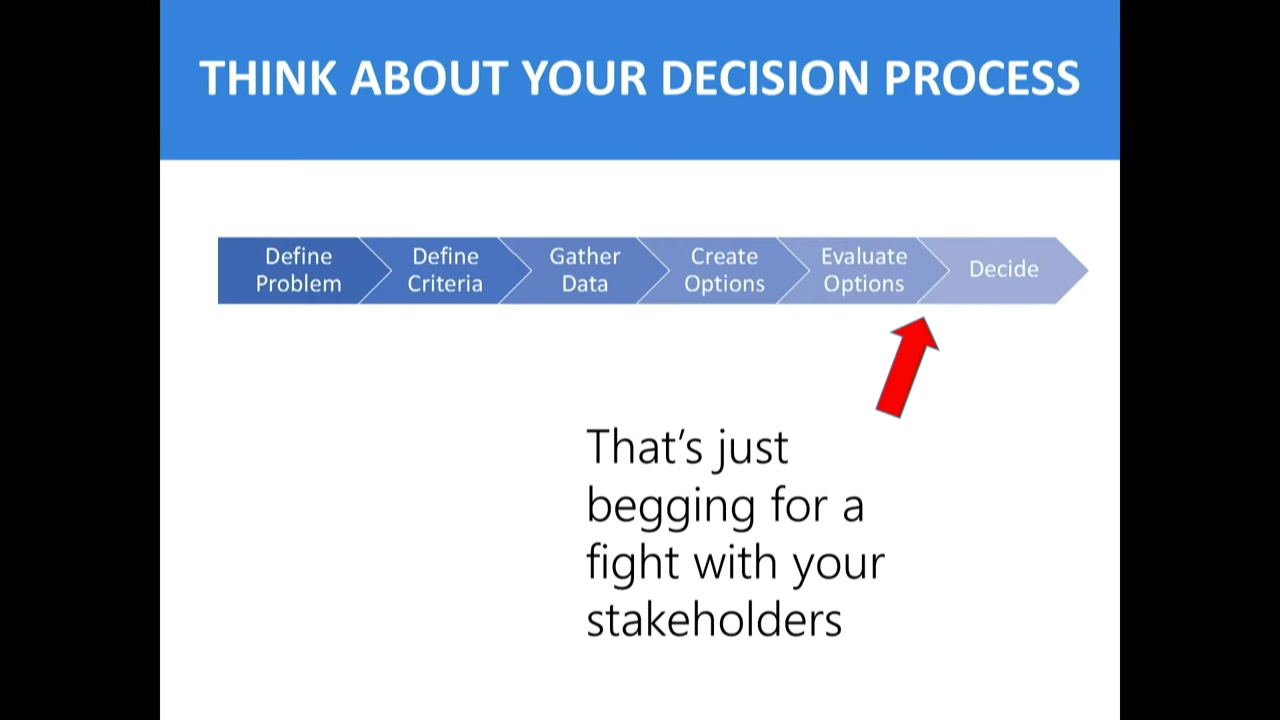 THINK ABOUT YOUR DECISION PROCESS
Define
Problem
Define
Criteria
Gather
Data
Create
Options
Evaluate
Options
Decide
That’s just
begging for a
fight with your
stakeholders